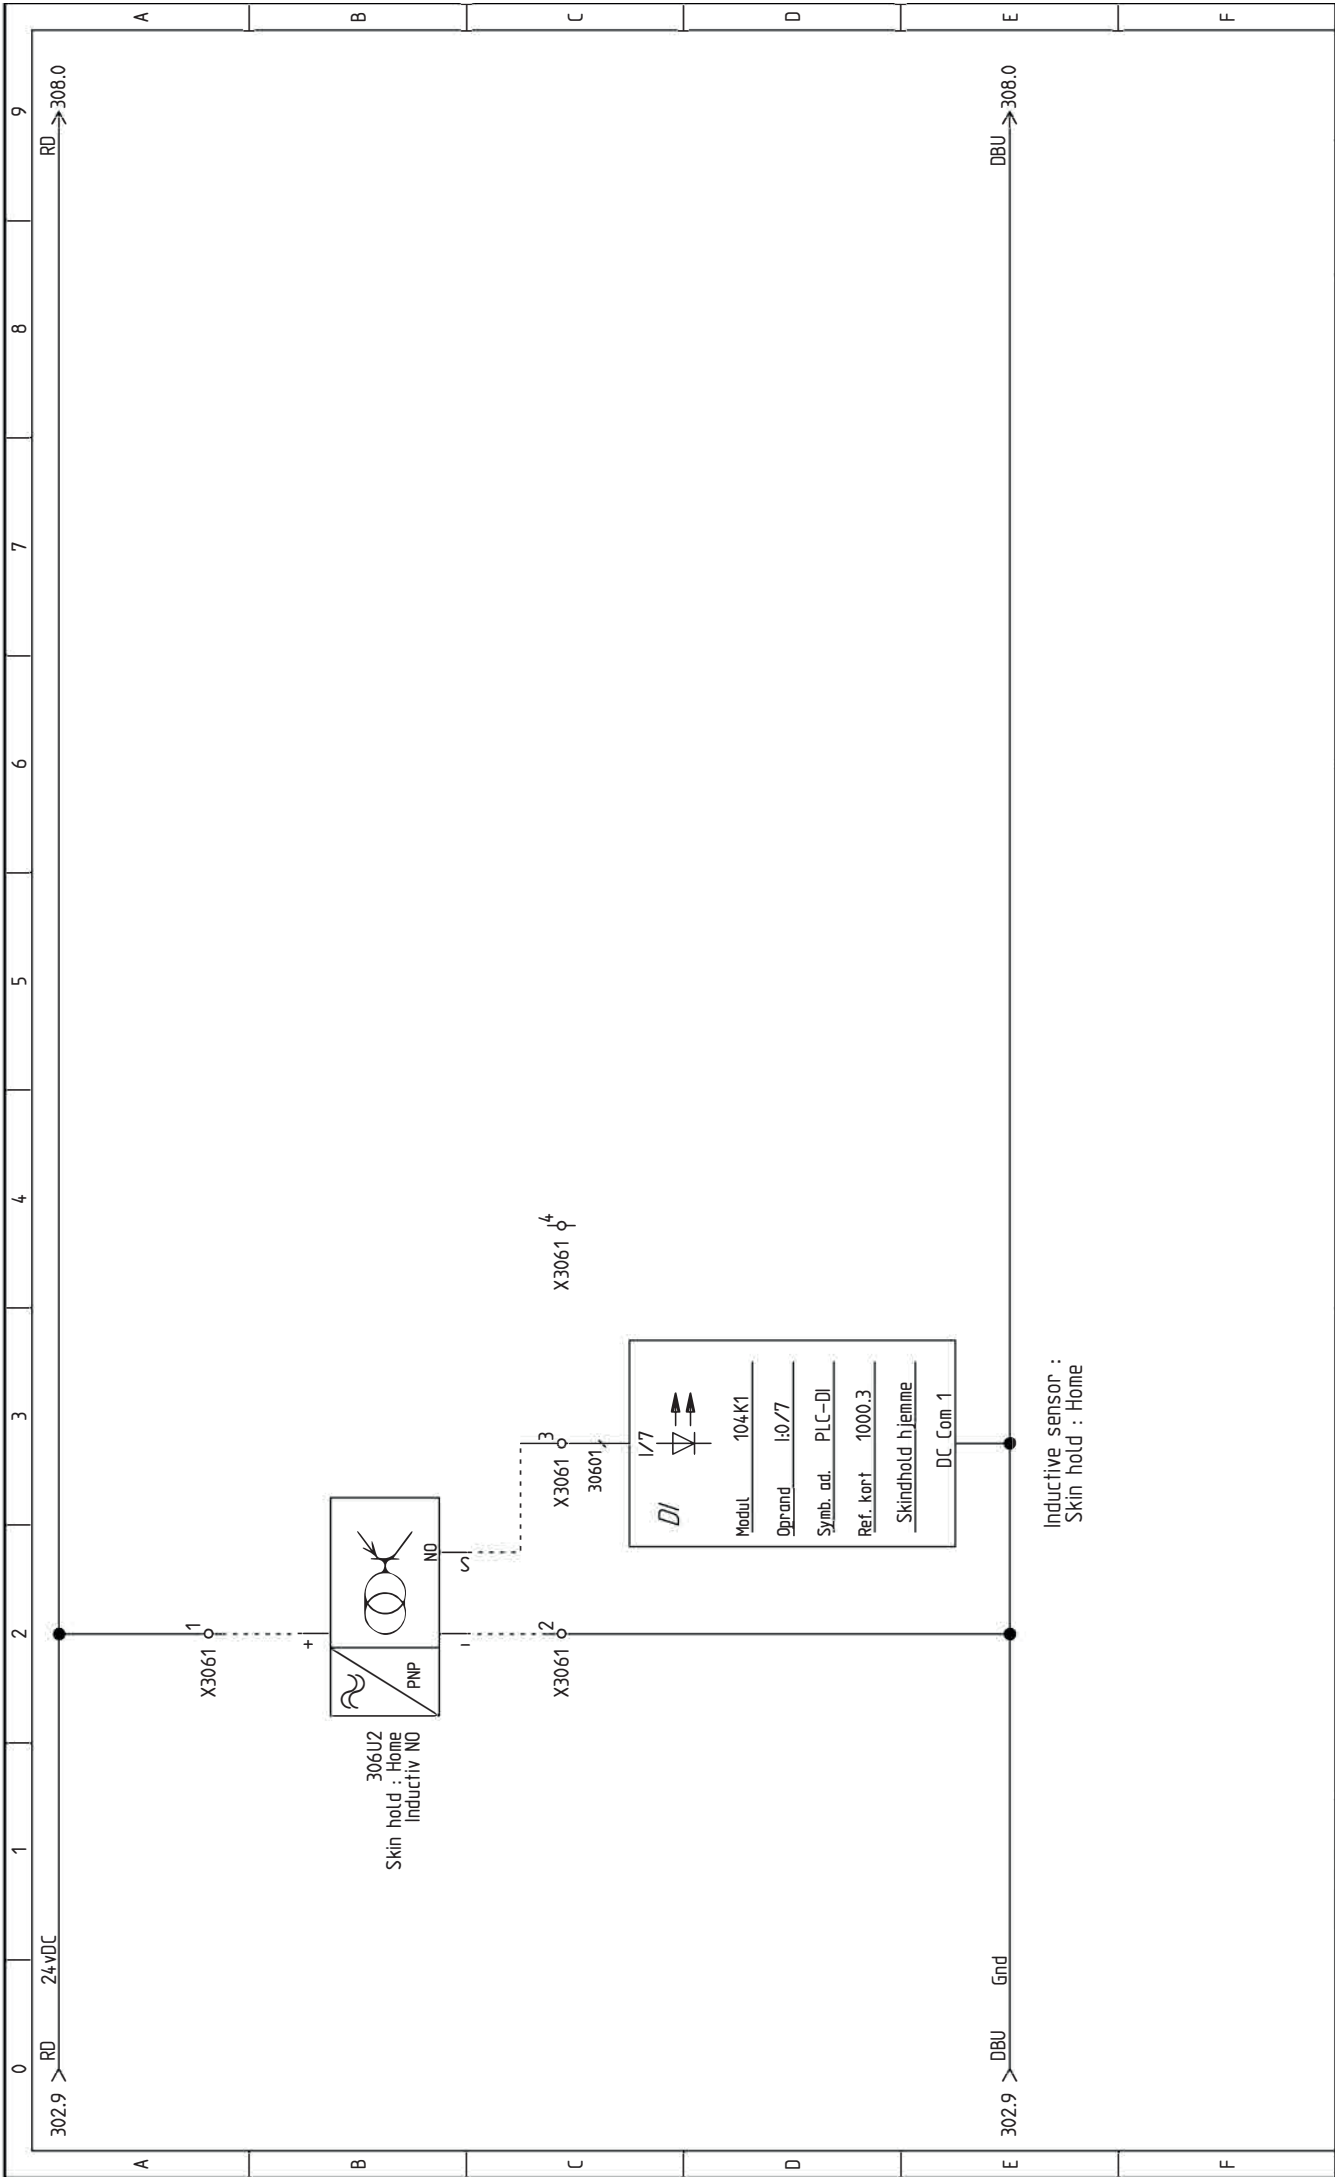 0 1 2 3 4 5 6 7 8 9
A
A
B
B
C
C
D
D
E
E
F
F
302.9
RD
24vDC
RD
308.0
X3061
1
+
306U2
Skin hold : Home
Inductiv NO
PNP
NO
-
S
X3061
2
X3061
3
X3061
4
30601
I/7
DI
Modul 104K1
Oprand I:0/7
Symb. ad. PLC-DI
Ref. kort 1000.3
Skindhold hjemme
DC Com 1
302.9
DBU
Gnd
DBU
308.0
Inductive sensor :
Skin hold : Home